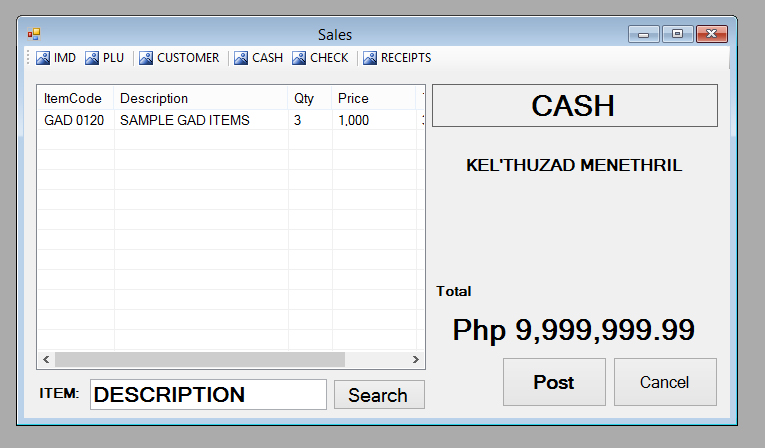 Sales
IMD PLU CUSTOMER CASH CHECK RECEIPTS
ItemCode Description Qty Price
GAD 0120 SAMPLE GAD ITEMS 3 1,000
CASH
KEL'THUZAD MENETHRIL
Total
Php 9,999,999.99
ITEM: DESCRIPTION Search
Post Cancel